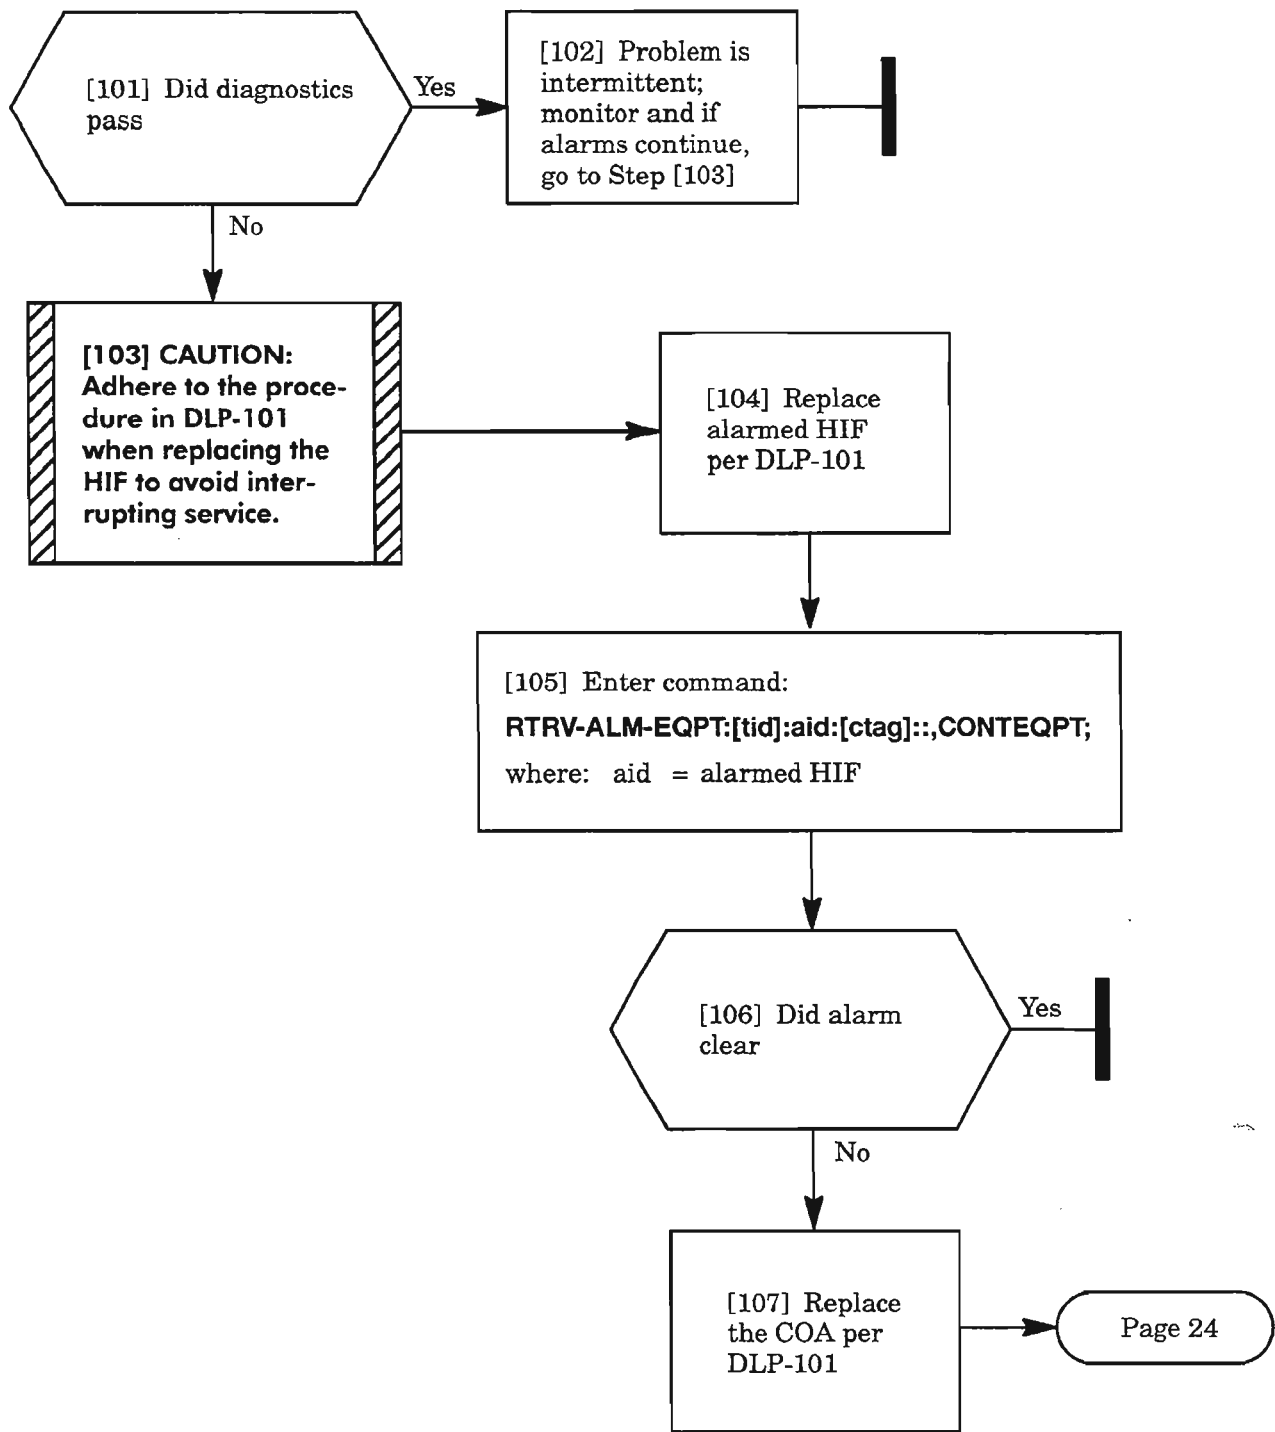 [101] Did diagnostics
pass
Yes
[102] Problem is
intermittent;
monitor and if
alarms continue,
go to Step [103]
No
[103] CAUTION:
Adhere to the proce-
dure in DLP-101
when replacing the
HIF to avoid inter-
rupting service.
[104] Replace
alarmed HIF
per DLP-101
[105] Enter command:
RTRV-ALM-EQPT:[tid]:aid:[ctag]::,CONTEQPT;
where: aid = alarmed HIF
[106] Did alarm
clear
Yes
No
[107] Replace
the COA per
DLP-101
Page 24